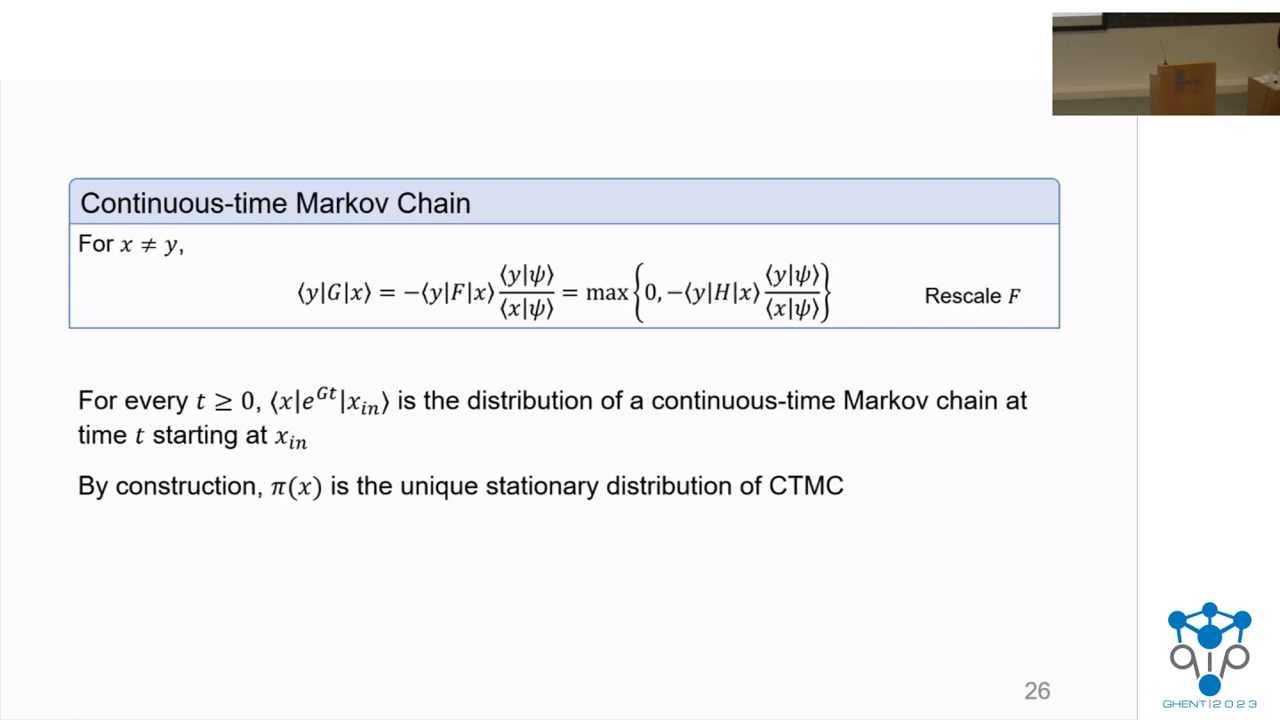 Continuous-time Markov Chain
For x ≠ y,
⟨y|G|x⟩ = −⟨y|F|x⟩ ⟨y|ψ⟩/⟨x|ψ⟩ = max{0, −⟨y|H|x⟩ ⟨y|ψ⟩/⟨x|ψ⟩} Rescale F
For every t ≥ 0, ⟨x|e^{Gt}|x_{in}⟩ is the distribution of a continuous-time Markov chain at
time t starting at x_{in}
By construction, π(x) is the unique stationary distribution of CTMC
26
qip
GHENT|2023